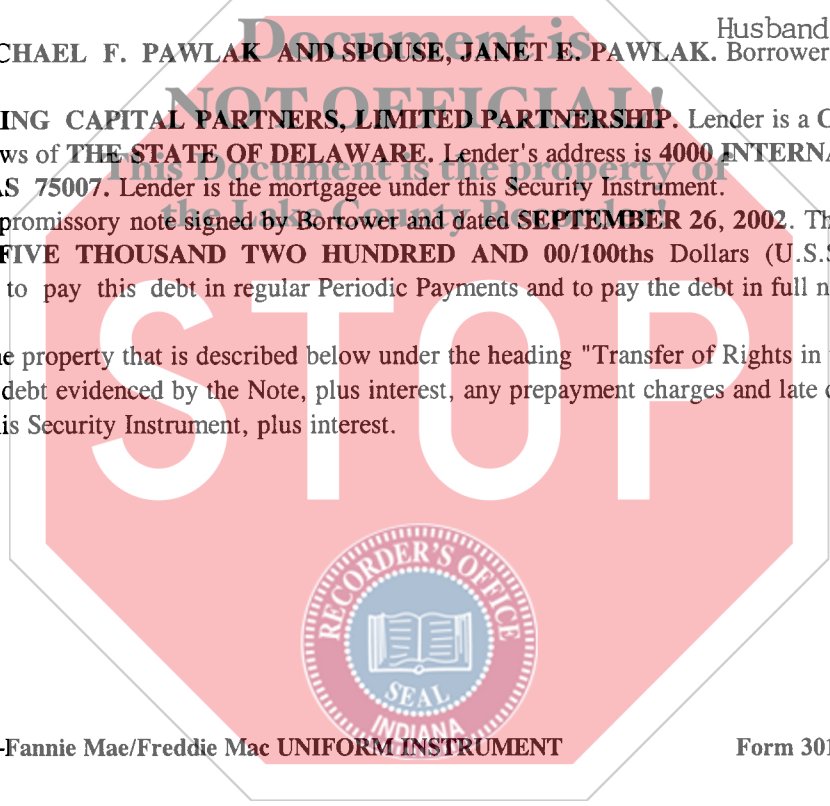 Husband
CHAEL F. PAWLAK AND SPOUSE, JANET E. PAWLAK. Borrower
Document is
NOT OFFICIAL!
ING CAPITAL PARTNERS, LIMITED PARTNERSHIP. Lender is a
ws of THE STATE OF DELAWARE. Lender's address is 4000
This Document is the property of
AS 75007. Lender is the mortgagee under this Security Instrument.
the Lake County Recorder!
promissory note signed by Borrower and dated SEPTEMBER 26, 2002.
FIVE THOUSAND TWO HUNDRED AND 00/100ths Dollars (U.S.
to pay this debt in regular Periodic Payments and to pay the debt in full
STOP
property that is described below under the heading "Transfer of Rights in
debt evidenced by the Note, plus interest, any prepayment charges and late
is Security Instrument, plus interest.
RECORDER'S OFFICE
SEAL
INDIANA
-Fannie Mae/Freddie Mac UNIFORM INSTRUMENT Form 301